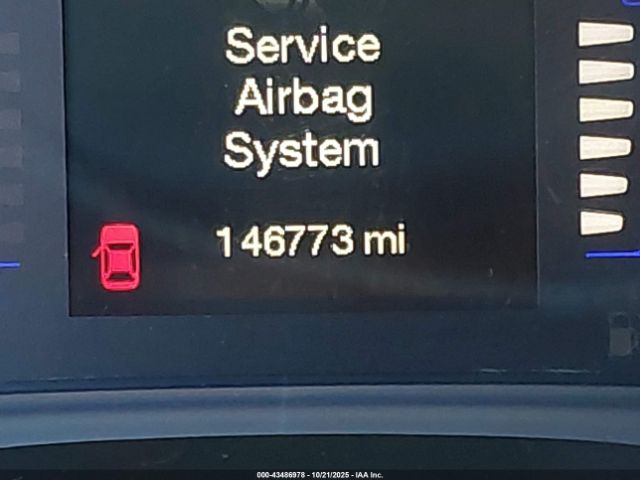 Service
Airbag
System
146773 mi
000-43486978 - 10/21/2025 - IAA Inc.